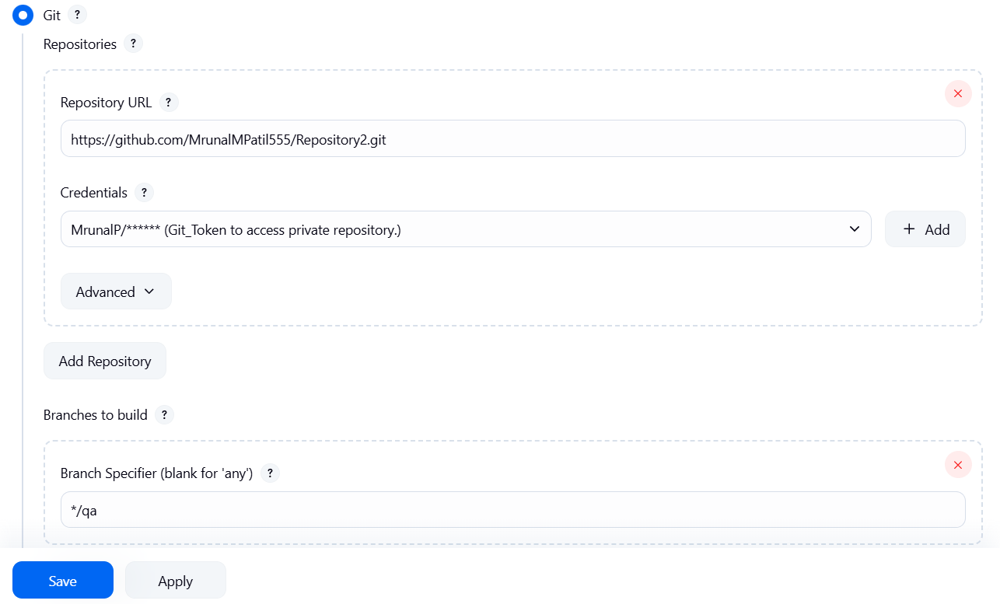 Git ?
Repositories ?
Repository URL ?
https://github.com/MrunalMPatil555/Repository2.git
Credentials ?
MrunalP/****** (Git_Token to access private repository.)
+ Add
Advanced
Add Repository
Branches to build ?
Branch Specifier (blank for 'any') ?
*/qa
Save Apply